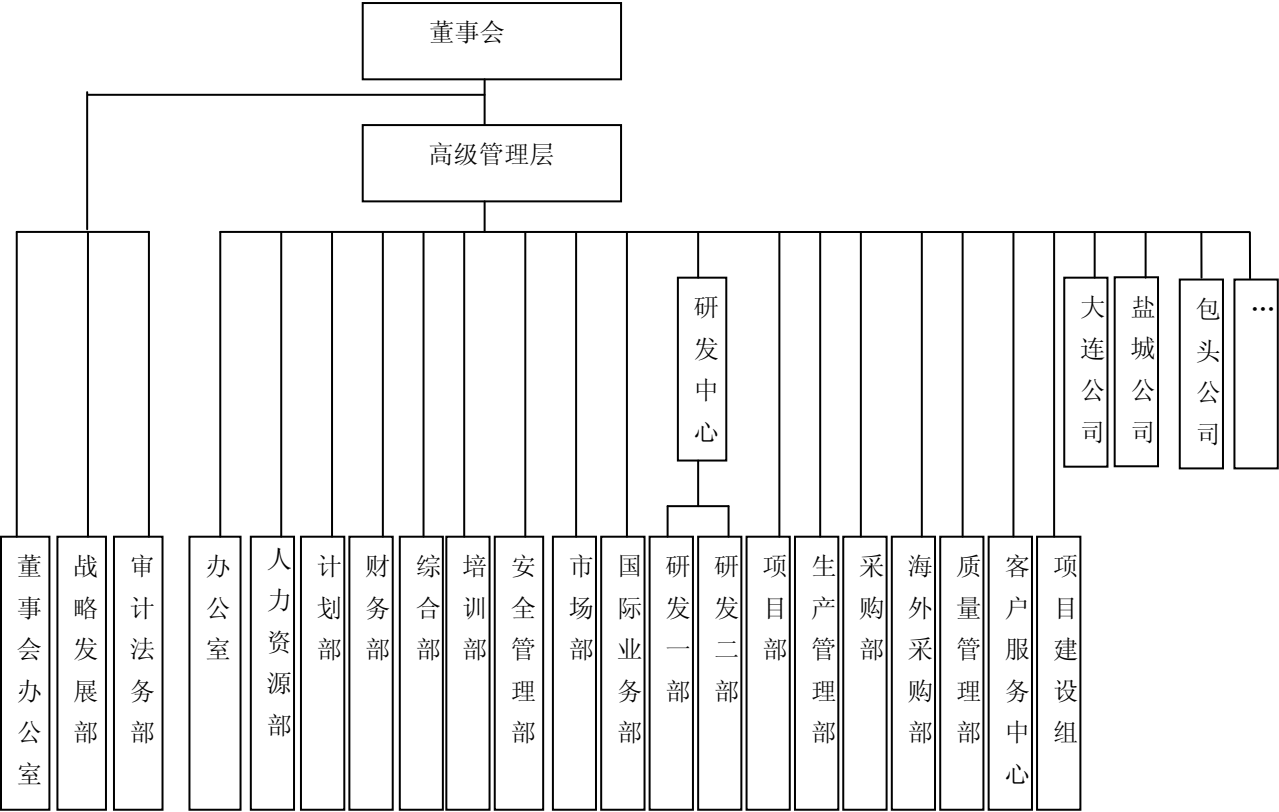 董事会
高级管理层
研发中心
大连公司
盐城公司
包头公司
…
董事会办公室
战略发展部
审计法务部
办公室
人力资源部
计划部
财务部
综合部
培训部
安全管理部
市场部
国际业务部
研发一部
研发二部
项目部
生产管理部
采购部
海外采购部
质量管理部
客户服务中心
项目建设组